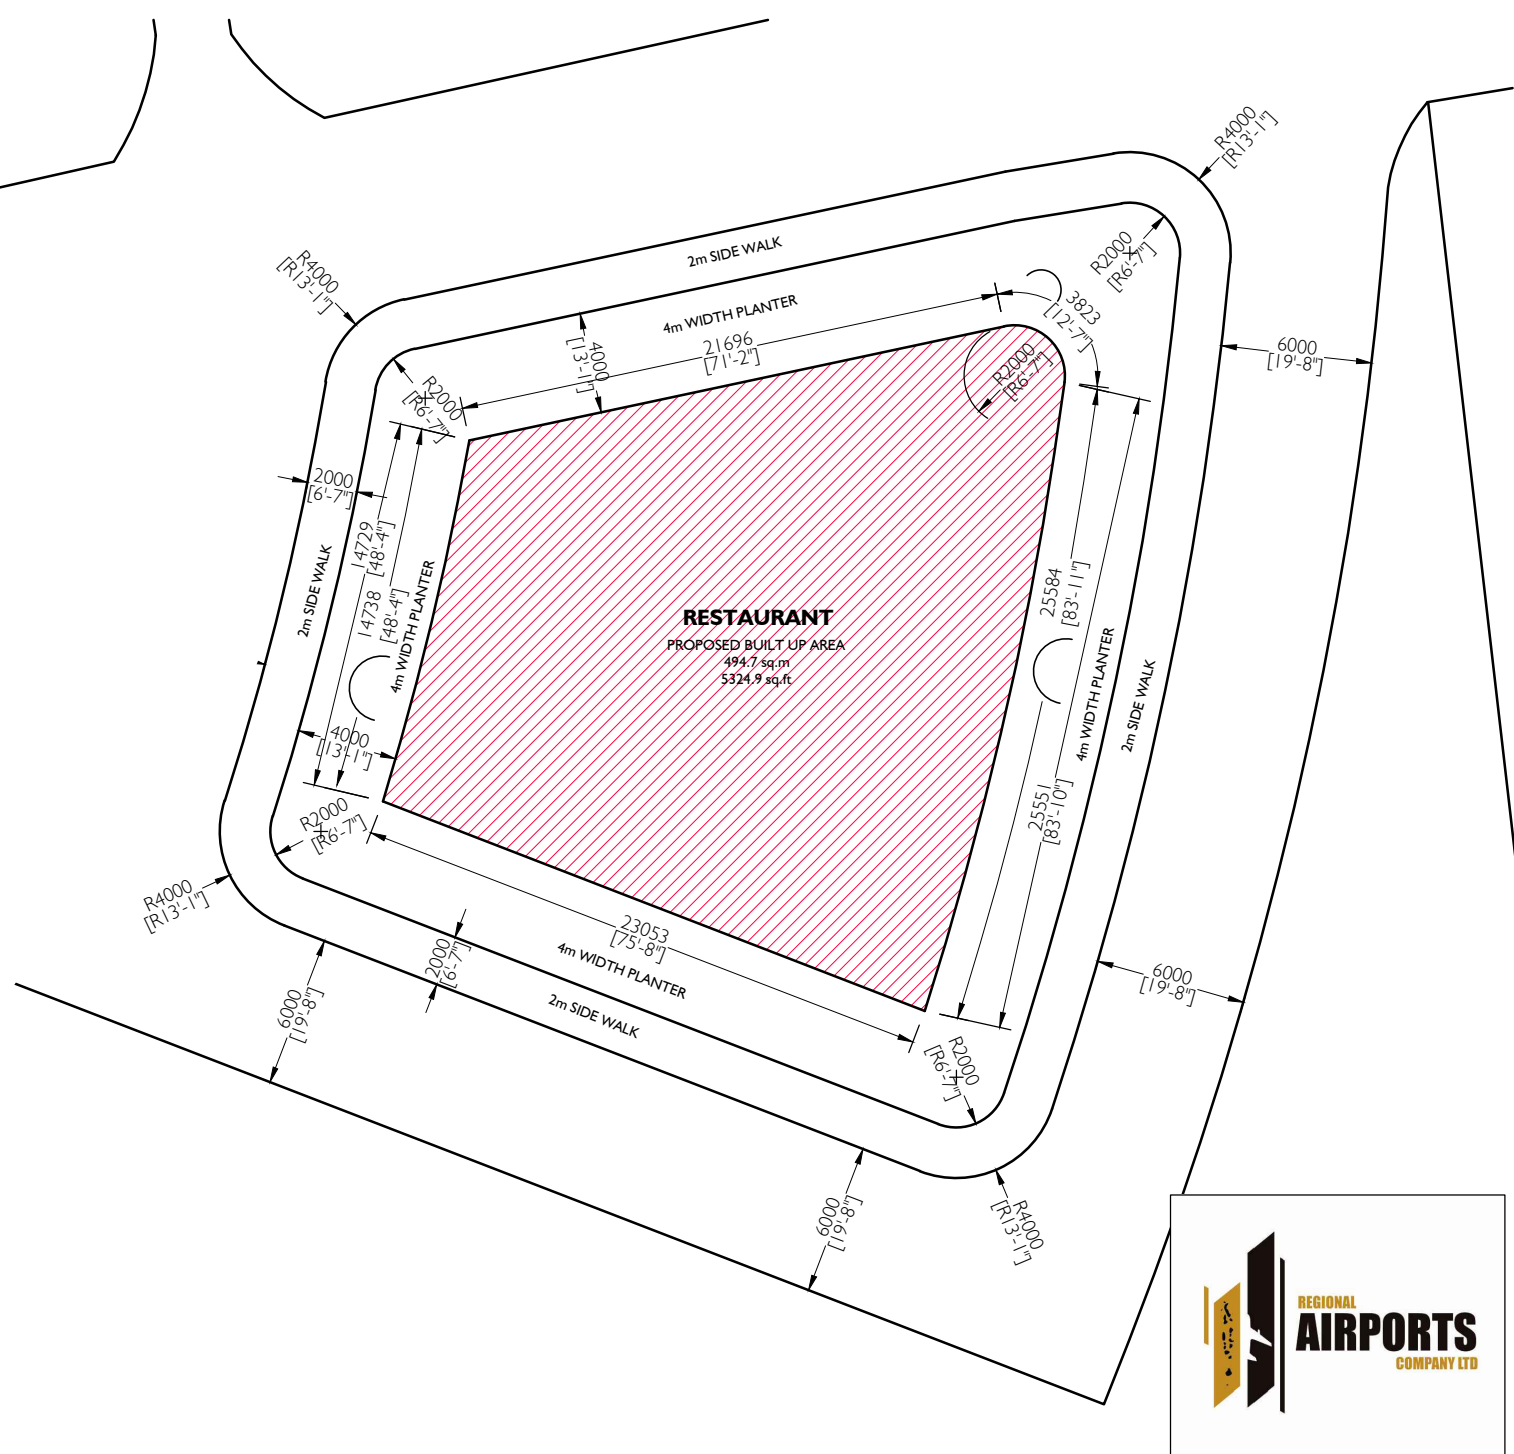 R4000
[R13'-1"]
2m SIDE WALK
R2000
[R6'-7"]
R4000
[R13'-1"]
4m WIDTH PLANTER
3823
[12'-7"]
21696
[71'-2"]
4000
[13'-1"]
R2000
[R6'-7"]
6000
[19'-8"]
R2000
[R6'-7"]
2000
[6'-7"]
14729
[48'-4"]
14738
[48'-4"]
4m WIDTH PLANTER
2m SIDE WALK
25584
[83'-11"]
RESTAURANT
PROPOSED BUILT UP AREA
494.7 sq.m
5324.9 sq.ft
4m WIDTH PLANTER
2m SIDE WALK
4000
[13'-1"]
R2000
[R6'-7"]
25551
[83'-10"]
R4000
[R13'-1"]
23053
[75'-8"]
2000
[6'-7"]
4m WIDTH PLANTER
2m SIDE WALK
6000
[19'-8"]
6000
[19'-8"]
R2000
[R6'-7"]
6000
[19'-8"]
R4000
[R13'-1"]
REGIONAL
AIRPORTS
COMPANY LTD